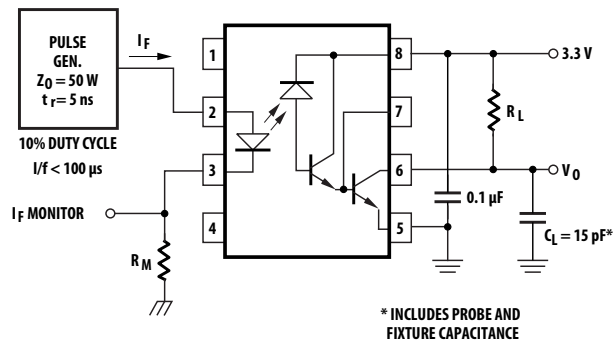 PULSE
GEN.
Z0 = 50 W
t r = 5 ns
IF
10% DUTY CYCLE
I/f < 100 µs
IF MONITOR
RM
1
2
3
4
8
7
6
5
3.3 V
RL
VO
0.1 µF
CL = 15 pF*
* INCLUDES PROBE AND
FIXTURE CAPACITANCE